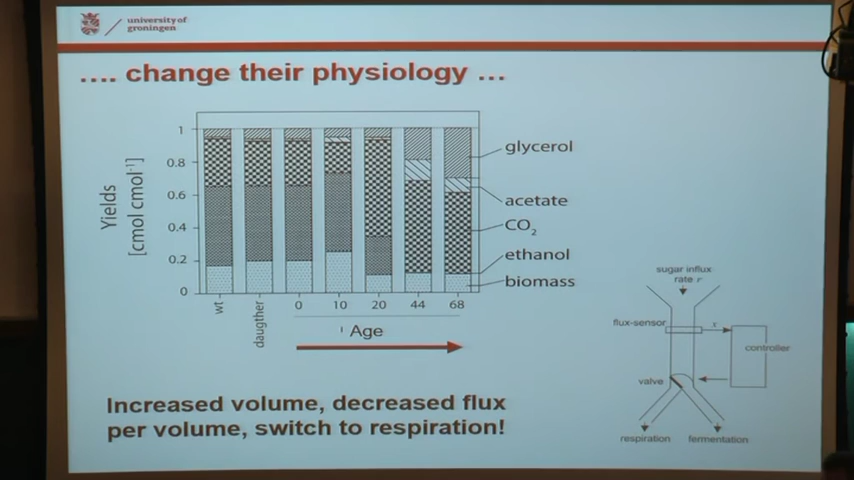 university of
groningen
.... change their physiology ...
Yields
[cmol cmol-1]
1
0.8
0.6
0.4
0.2
0
wt
daugther
0
10
20
44
68
Age
glycerol
acetate
CO2
ethanol
biomass
sugar influx
rate r
flux-sensor
x
controller
valve
respiration
fermentation
Increased volume, decreased flux
per volume, switch to respiration!